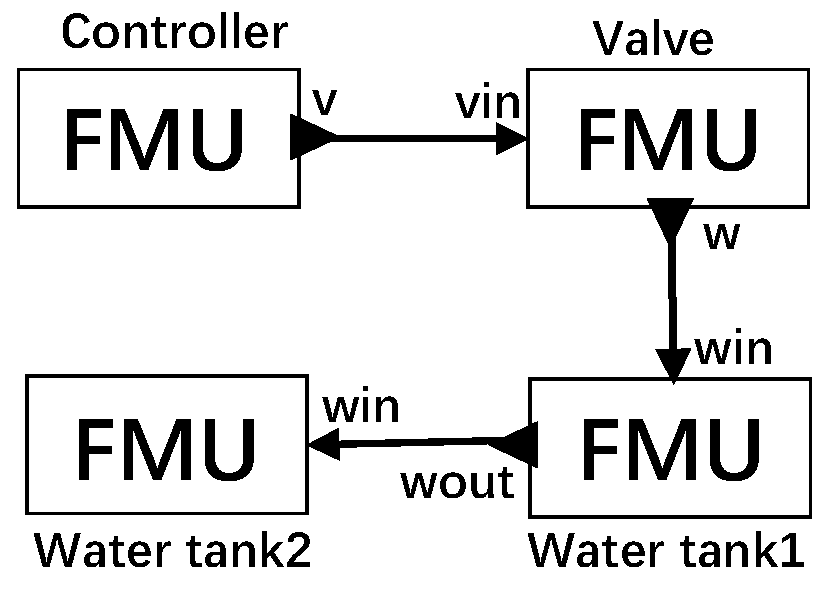 Controller
Valve
FMU
v
vin
FMU
w
win
FMU
win
wout
FMU
Water tank2
Water tank1